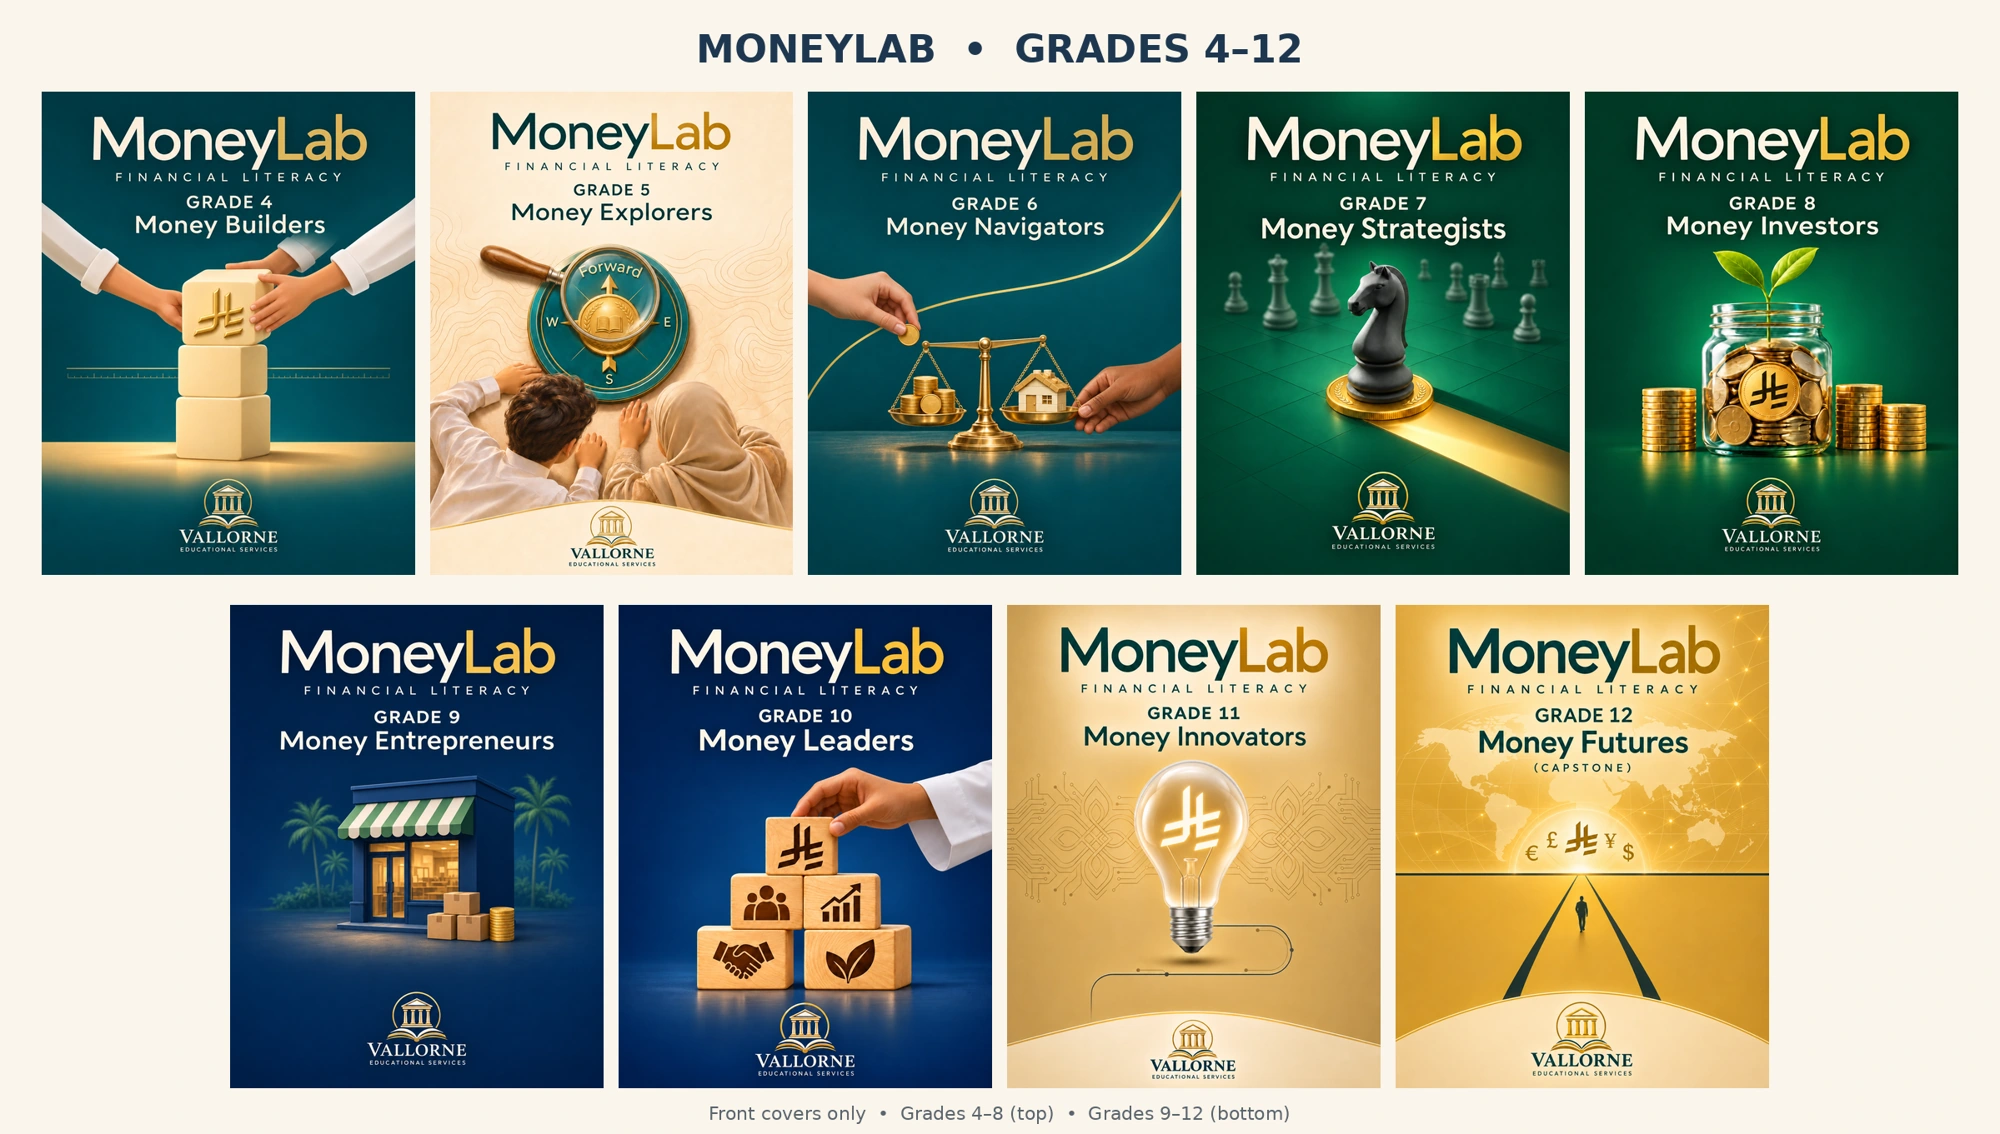 MONEYLAB • GRADES 4–12
MoneyLab
FINANCIAL LITERACY
GRADE 4
Money Builders
VALLORNE
EDUCATIONAL SERVICES
MoneyLab
FINANCIAL LITERACY
GRADE 5
Money Explorers
Forward
W
E
S
VALLORNE
EDUCATIONAL SERVICES
MoneyLab
FINANCIAL LITERACY
GRADE 6
Money Navigators
VALLORNE
EDUCATIONAL SERVICES
MoneyLab
FINANCIAL LITERACY
GRADE 7
Money Strategists
VALLORNE
EDUCATIONAL SERVICES
MoneyLab
FINANCIAL LITERACY
GRADE 8
Money Investors
VALLORNE
EDUCATIONAL SERVICES
MoneyLab
FINANCIAL LITERACY
GRADE 9
Money Entrepreneurs
VALLORNE
EDUCATIONAL SERVICES
MoneyLab
FINANCIAL LITERACY
GRADE 10
Money Leaders
VALLORNE
EDUCATIONAL SERVICES
MoneyLab
FINANCIAL LITERACY
GRADE 11
Money Innovators
VALLORNE
EDUCATIONAL SERVICES
MoneyLab
FINANCIAL LITERACY
GRADE 12
Money Futures
(CAPSTONE)
€ £ ¥ $
VALLORNE
EDUCATIONAL SERVICES
Front covers only • Grades 4–8 (top) • Grades 9–12 (bottom)